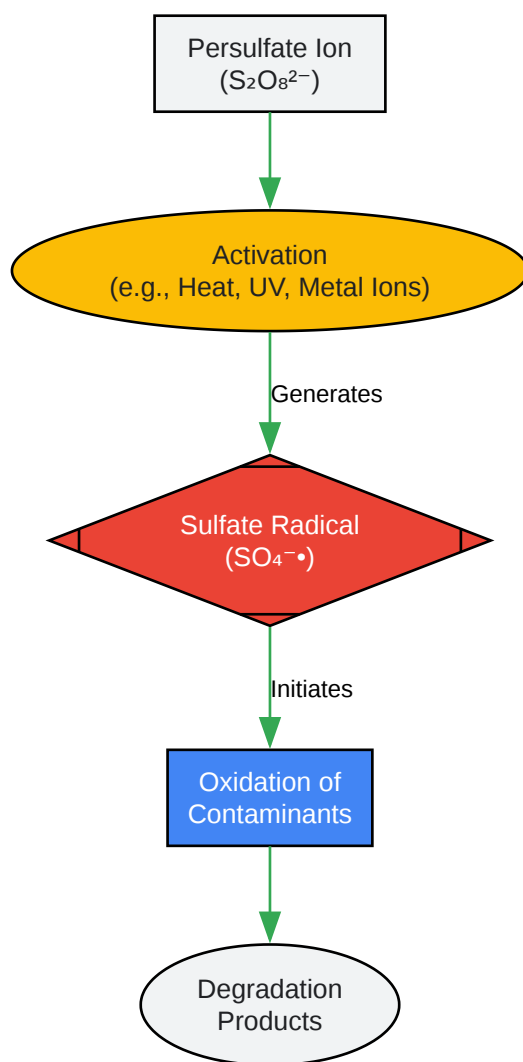 Persulfate Ion
(S₂O₈²⁻)
Activation
(e.g., Heat, UV, Metal Ions)
Generates
Sulfate Radical
(SO₄⁻•)
Initiates
Oxidation of
Contaminants
Degradation
Products